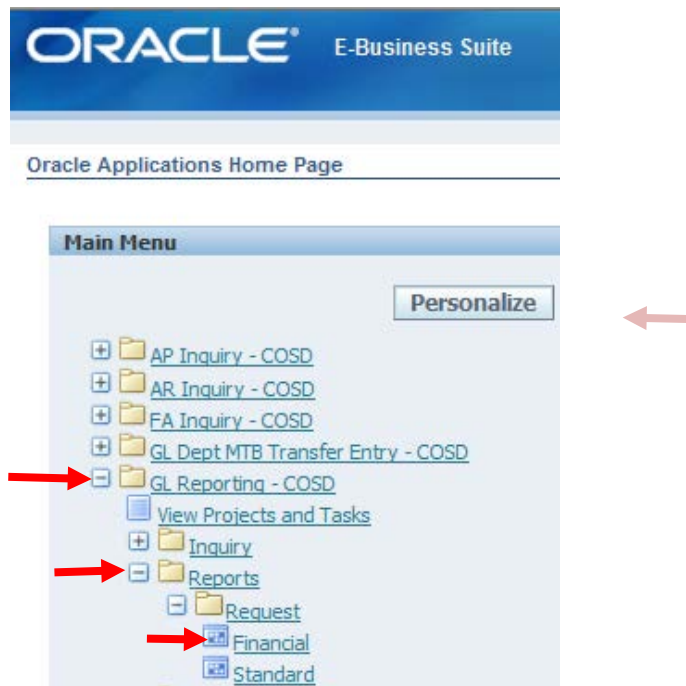 ORACLE® E-Business Suite
Oracle Applications Home Page
Main Menu
Personalize
AP Inquiry - COSD
AR Inquiry - COSD
FA Inquiry - COSD
GL Dept MTB Transfer Entry - COSD
GL Reporting - COSD
View Projects and Tasks
Inquiry
Reports
Request
Financial
Standard